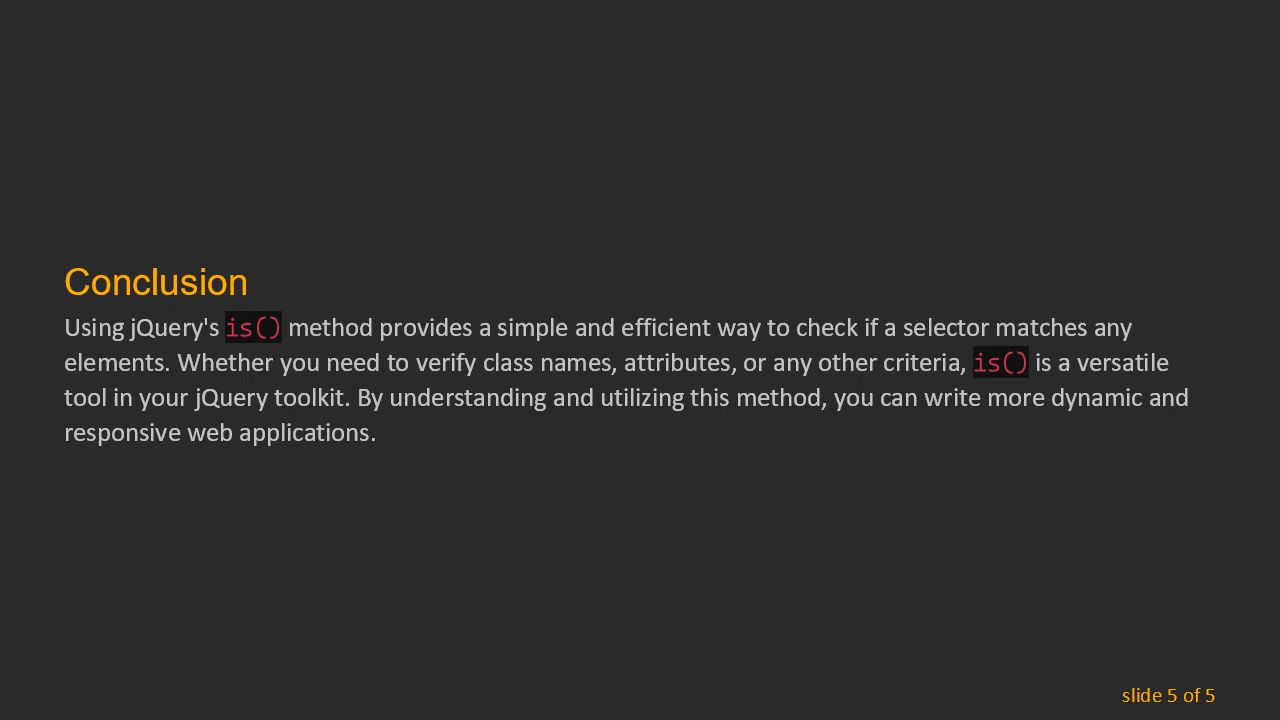 Conclusion
Using jQuery's is() method provides a simple and efficient way to check if a selector matches any
elements. Whether you need to verify class names, attributes, or any other criteria, is() is a versatile
tool in your jQuery toolkit. By understanding and utilizing this method, you can write more dynamic and
responsive web applications.
slide 5 of 5